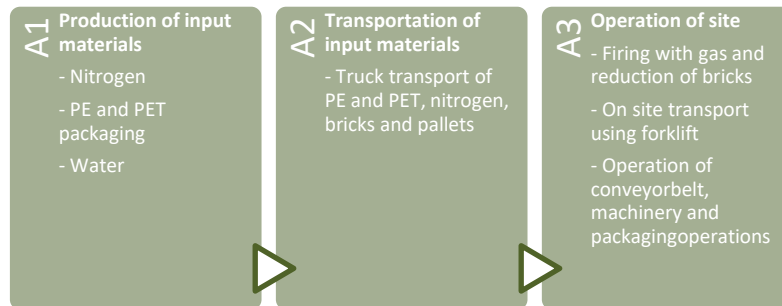 A1
Production of input
materials
- Nitrogen
- PE and PET
packaging
- Water
A2
Transportation of
input materials
- Truck transport of
PE and PET, nitrogen,
bricks and pallets
A3
Operation of site
- Firing with gas and
reduction of bricks
- On site transport
using forklift
- Operation of
conveyorbelt,
machinery and
packagingoperations